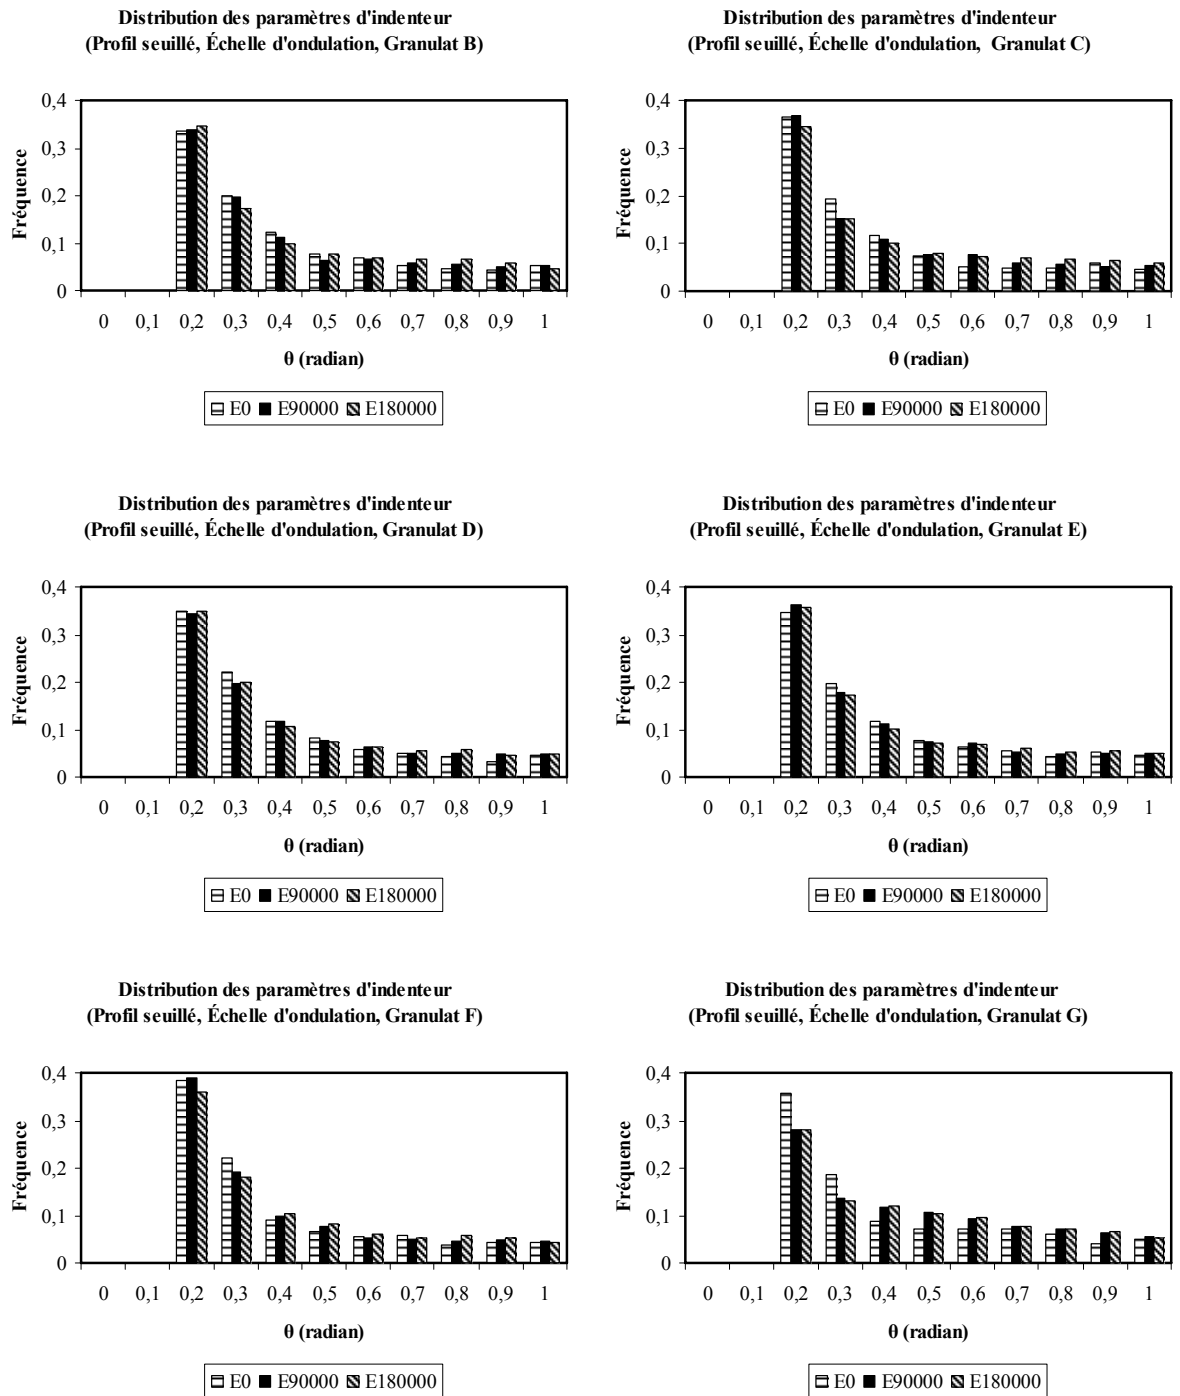 Distribution des paramètres d'indenteur
(Profil seuillé, Échelle d'ondulation, Granulat B)
0,4
0,3
0,2
0,1
0
Fréquence
0 0,1 0,2 0,3 0,4 0,5 0,6 0,7 0,8 0,9 1
θ (radian)
E0 E90000 E180000
Distribution des paramètres d'indenteur
(Profil seuillé, Échelle d'ondulation, Granulat C)
0,4
0,3
0,2
0,1
0
Fréquence
0 0,1 0,2 0,3 0,4 0,5 0,6 0,7 0,8 0,9 1
θ (radian)
E0 E90000 E180000
Distribution des paramètres d'indenteur
(Profil seuillé, Échelle d'ondulation, Granulat D)
0,4
0,3
0,2
0,1
0
Fréquence
0 0,1 0,2 0,3 0,4 0,5 0,6 0,7 0,8 0,9 1
θ (radian)
E0 E90000 E180000
Distribution des paramètres d'indenteur
(Profil seuillé, Échelle d'ondulation, Granulat E)
0,4
0,3
0,2
0,1
0
Fréquence
0 0,1 0,2 0,3 0,4 0,5 0,6 0,7 0,8 0,9 1
θ (radian)
E0 E90000 E180000
Distribution des paramètres d'indenteur
(Profil seuillé, Échelle d'ondulation, Granulat F)
0,4
0,3
0,2
0,1
0
Fréquence
0 0,1 0,2 0,3 0,4 0,5 0,6 0,7 0,8 0,9 1
θ (radian)
E0 E90000 E180000
Distribution des paramètres d'indenteur
(Profil seuillé, Échelle d'ondulation, Granulat G)
0,4
0,3
0,2
0,1
0
Fréquence
0 0,1 0,2 0,3 0,4 0,5 0,6 0,7 0,8 0,9 1
θ (radian)
E0 E90000 E180000